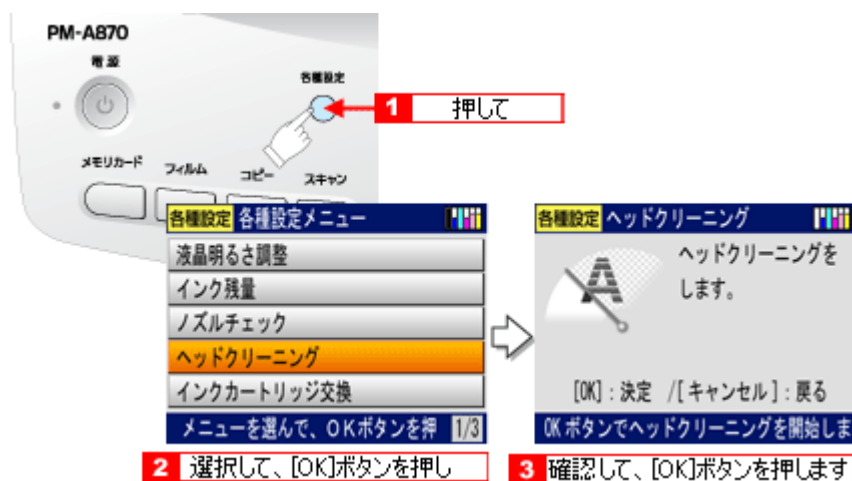 PM-A870
電源
各種設定
1 押して
メモリカード
フィルム
コピー
スキャン
各種設定 各種設定メニュー
液晶明るさ調整
インク残量
ノズルチェック
ヘッドクリーニング
インクカートリッジ交換
メニューを選んで、OKボタンを押 1/3
2 選択して、[OK]ボタンを押し
各種設定 ヘッドクリーニング
A
ヘッドクリーニングを
します。
[OK]:決定 /[キャンセル]:戻る
OKボタンでヘッドクリーニングを開始しま
3 確認して、[OK]ボタンを押します